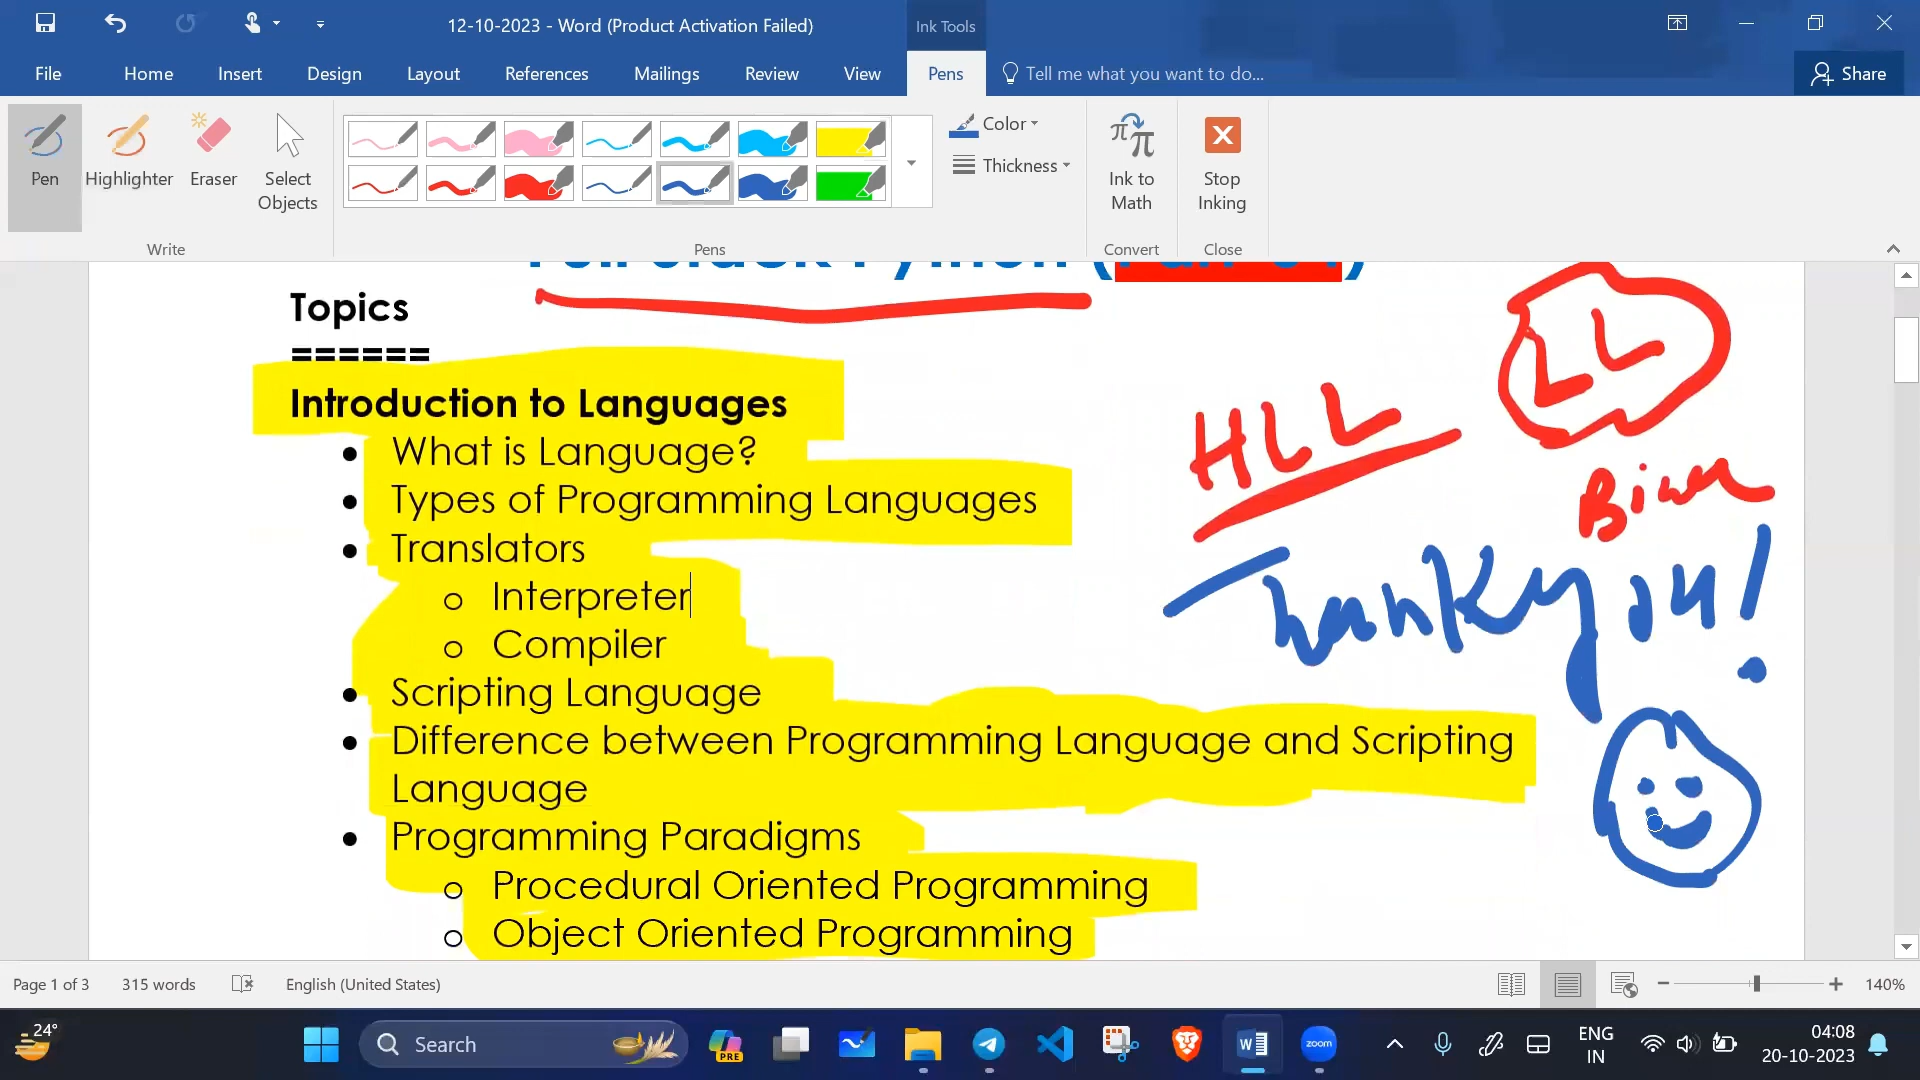 12-10-2023 - Word (Product Activation Failed)
Ink Tools
File
Home
Insert
Design
Layout
References
Mailings
Review
View
Pens
Tell me what you want to do...
Share
Pen
Highlighter
Eraser
Select Objects
Color
Thickness
Ink to Math
Stop Inking
Write
Pens
Convert
Close
Topics
======
Introduction to Languages
• What is Language?
• Types of Programming Languages
• Translators
o Interpreter
o Compiler
• Scripting Language
• Difference between Programming Language and Scripting
Language
• Programming Paradigms
o Procedural Oriented Programming
o Object Oriented Programming
LL
HLL
Thank you!
Page 1 of 3
315 words
English (United States)
140%
24°
Search
PRE
zoom
ENG
IN
04:08
20-10-2023